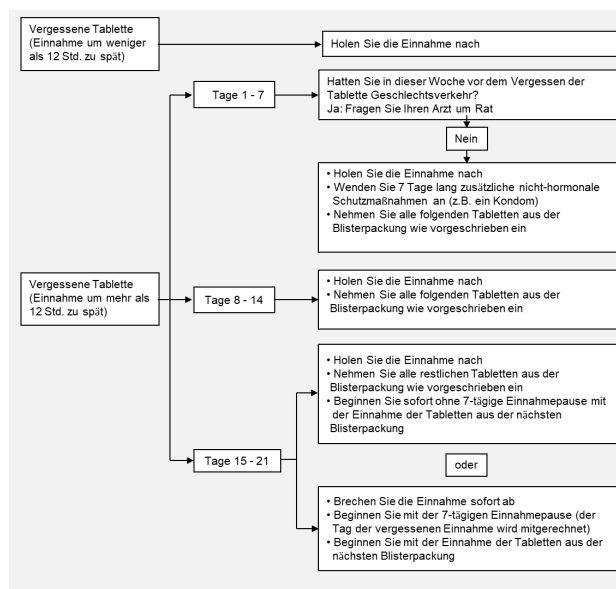 Vergessene Tablette
(Einnahme um weniger
als 12 Std. zu spät)
Holen Sie die Einnahme nach
Tage 1 - 7
Hatten Sie in dieser Woche vor dem Vergessen der
Tablette Geschlechtsverkehr?
Ja: Fragen Sie Ihren Arzt um Rat
Nein
• Holen Sie die Einnahme nach
• Wenden Sie 7 Tage lang zusätzliche nicht-hormonale
Schutzmaßnahmen an (z.B. ein Kondom)
• Nehmen Sie alle folgenden Tabletten aus der
Blisterpackung wie vorgeschrieben ein
Vergessene Tablette
(Einnahme um mehr als
12 Std. zu spät)
Tage 8 - 14
• Holen Sie die Einnahme nach
• Nehmen Sie alle folgenden Tabletten aus der
Blisterpackung wie vorgeschrieben ein
Tage 15 - 21
• Holen Sie die Einnahme nach
• Nehmen Sie alle restlichen Tabletten aus der
Blisterpackung wie vorgeschrieben ein
• Beginnen Sie sofort ohne 7-tägige Einnahmepause mit
der Einnahme der Tabletten aus der nächsten
Blisterpackung
oder
• Brechen Sie die Einnahme sofort ab
• Beginnen Sie mit der 7-tägigen Einnahmepause (der
Tag der vergessenen Einnahme wird mitgerechnet)
• Beginnen Sie mit der Einnahme der Tabletten aus der
nächsten Blisterpackung